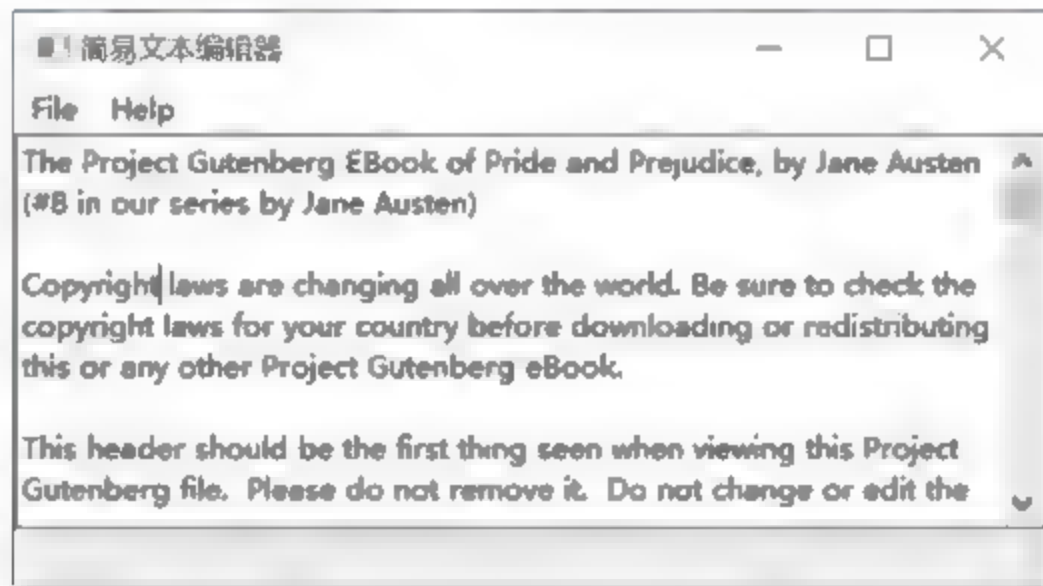 简易文本编辑器
File Help
The Project Gutenberg EBook of Pride and Prejudice, by Jane Austen
(#8 in our series by Jane Austen)
Copyright laws are changing all over the world. Be sure to check the
copyright laws for your country before downloading or redistributing
this or any other Project Gutenberg eBook.
This header should be the first thing seen when viewing this Project
Gutenberg file.  Please do not remove it.  Do not change or edit the